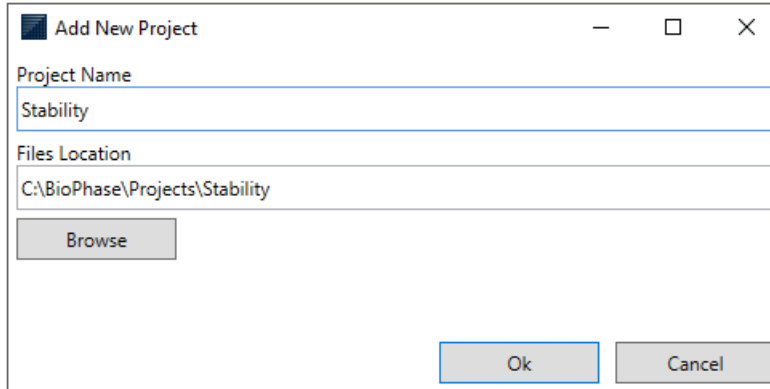 Add New Project
Project Name
Stability
Files Location
C:\BioPhase\Projects\Stability
Browse
Ok Cancel